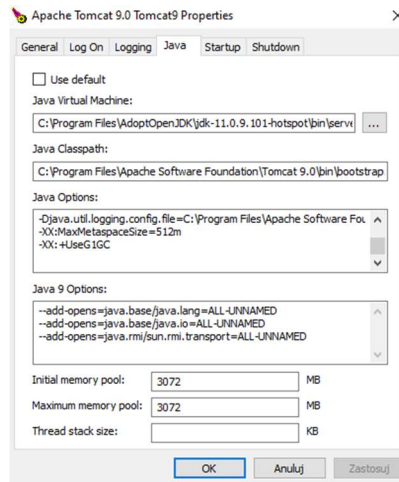 Apache Tomcat 9.0 Tomcat9 Properties
General Log On Logging Java Startup Shutdown
Use default
Java Virtual Machine:
C:\Program Files\AdoptOpenJDK\jdk-11.0.9.101-hotspot\bin\serve
...
Java Classpath:
C:\Program Files\Apache Software Foundation\Tomcat 9.0\bin\bootstrap
Java Options:
-Djava.util.logging.config.file=C:\Program Files\Apache Software Fou
-XX:MaxMetaspaceSize=512m
-XX:+UseG1GC
Java 9 Options:
--add-opens=java.base/java.lang=ALL-UNNAMED
--add-opens=java.base/java.io=ALL-UNNAMED
--add-opens=java.rmi/sun.rmi.transport=ALL-UNNAMED
Initial memory pool: 3072 MB
Maximum memory pool: 3072 MB
Thread stack size: KB
OK Anuluj Zastosuj